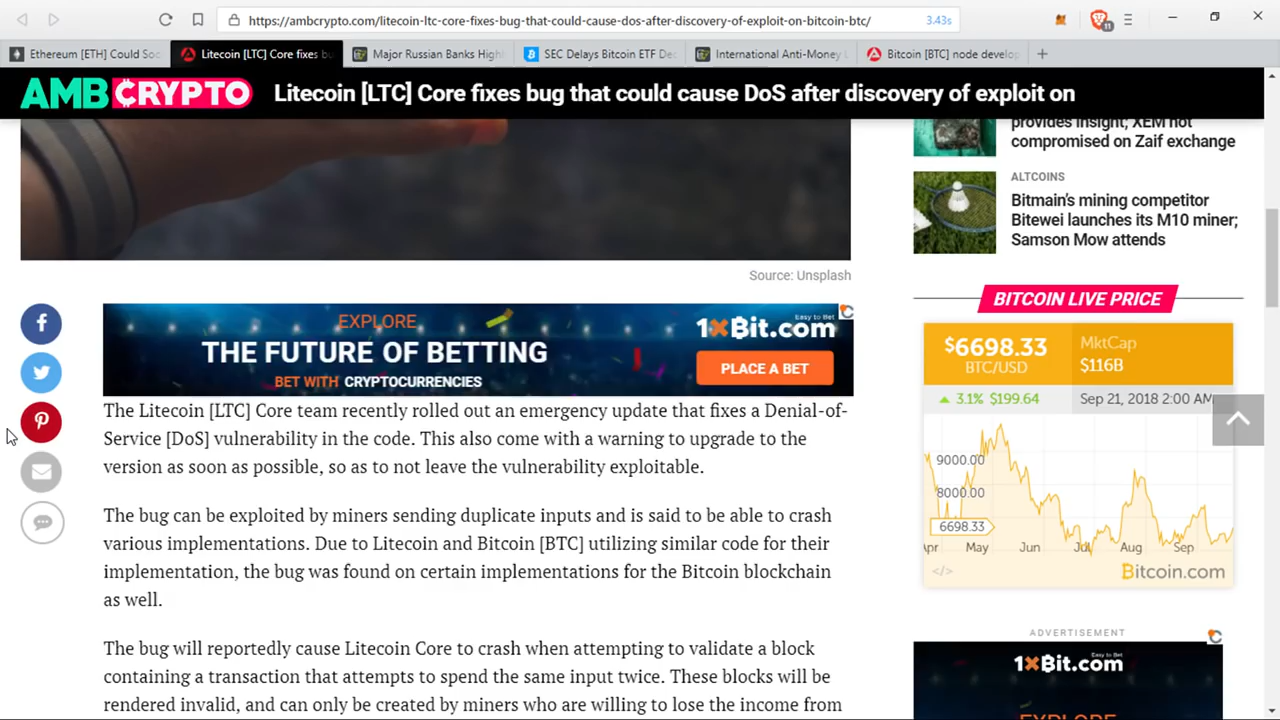 https://ambcrypto.com/litecoin-ltc-core-fixes-bug-that-could-cause-dos-after-discovery-of-exploit-on-bitcoin-btc/
3.43s
11
Ethereum [ETH] Could Soo
Litecoin [LTC] Core fixes bu
Major Russian Banks High
SEC Delays Bitcoin ETF De
International Anti-Money L
Bitcoin [BTC] node develop
AMBCRYPTO
Litecoin [LTC] Core fixes bug that could cause DoS after discovery of exploit on
provides insight; XEM not
compromised on Zaif exchange
ALTCOINS
Bitmain's mining competitor
Bitewei launches its M10 miner;
Samson Mow attends
Source: Unsplash
EXPLORE
THE FUTURE OF BETTING
BET WITH CRYPTOCURRENCIES
Easy to Bet
1XBit.com
PLACE A BET
The Litecoin [LTC] Core team recently rolled out an emergency update that fixes a Denial-of-
Service [DoS] vulnerability in the code. This also come with a warning to upgrade to the
version as soon as possible, so as to not leave the vulnerability exploitable.
The bug can be exploited by miners sending duplicate inputs and is said to be able to crash
various implementations. Due to Litecoin and Bitcoin [BTC] utilizing similar code for their
implementation, the bug was found on certain implementations for the Bitcoin blockchain
as well.
The bug will reportedly cause Litecoin Core to crash when attempting to validate a block
containing a transaction that attempts to spend the same input twice. These blocks will be
rendered invalid, and can only be created by miners who are willing to lose the income from
BITCOIN LIVE PRICE
$6698.33
BTC/USD
MktCap
$116B
3.1% $199.64
Sep 21, 2018 2:00 AM
9000.00
8000.00
6698.33
Apr May Jun Jul Aug Sep
</>
Bitcoin.com
ADVERTISEMENT
Easy to Bet
1XBit.com
EXPLORE